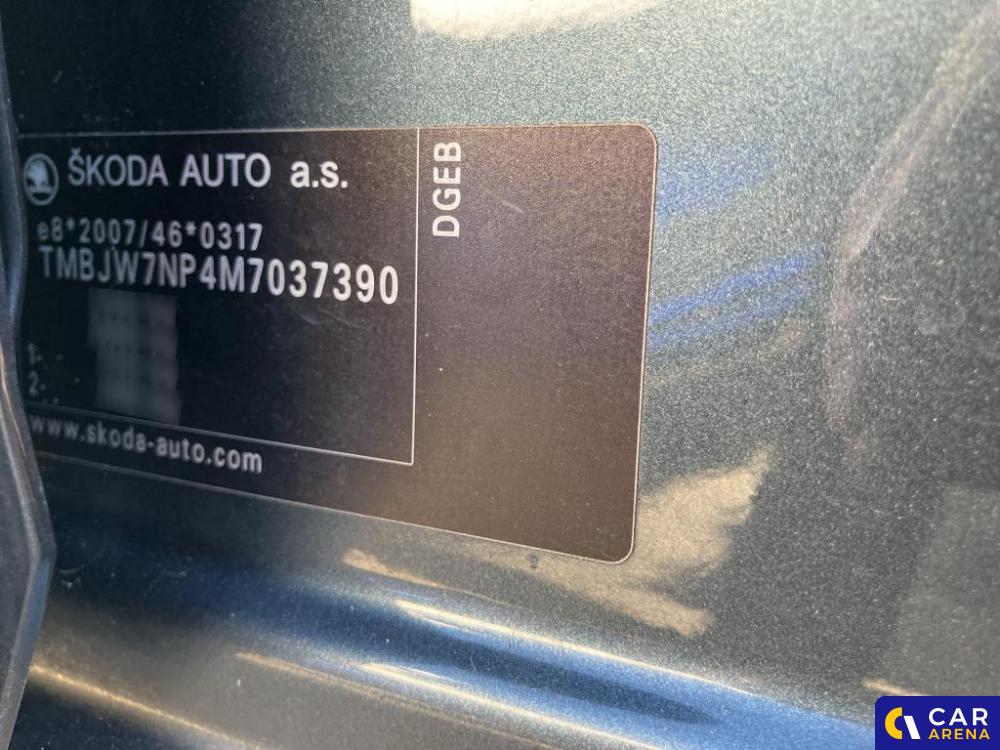 ŠKODA AUTO a.s.
DGEB
e8*2007/46*0317
TMBJW7NP4M7037390
1-
2-
www.skoda-auto.com
CAR
ARENA